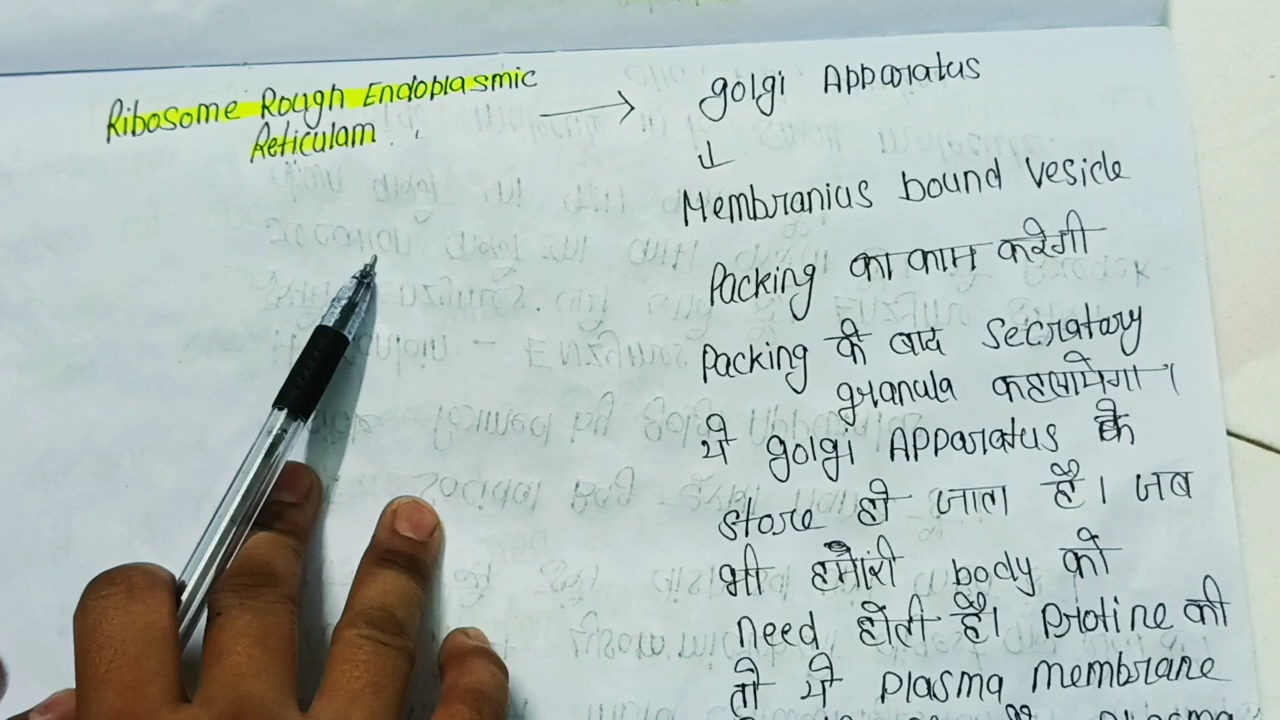 Ribosome Rough Endoplasmic
Reticulam
→ golgi Apparatus
↓
Membranius bound vesicle
Packing का काम करेगी
Packing के बाद Secratary
granula कहलायेगा।
ये golgi Apparatus के
store हो जाता है। जब
भी हमारी body को
need होती है। Protine की
तो ये plasma membrane